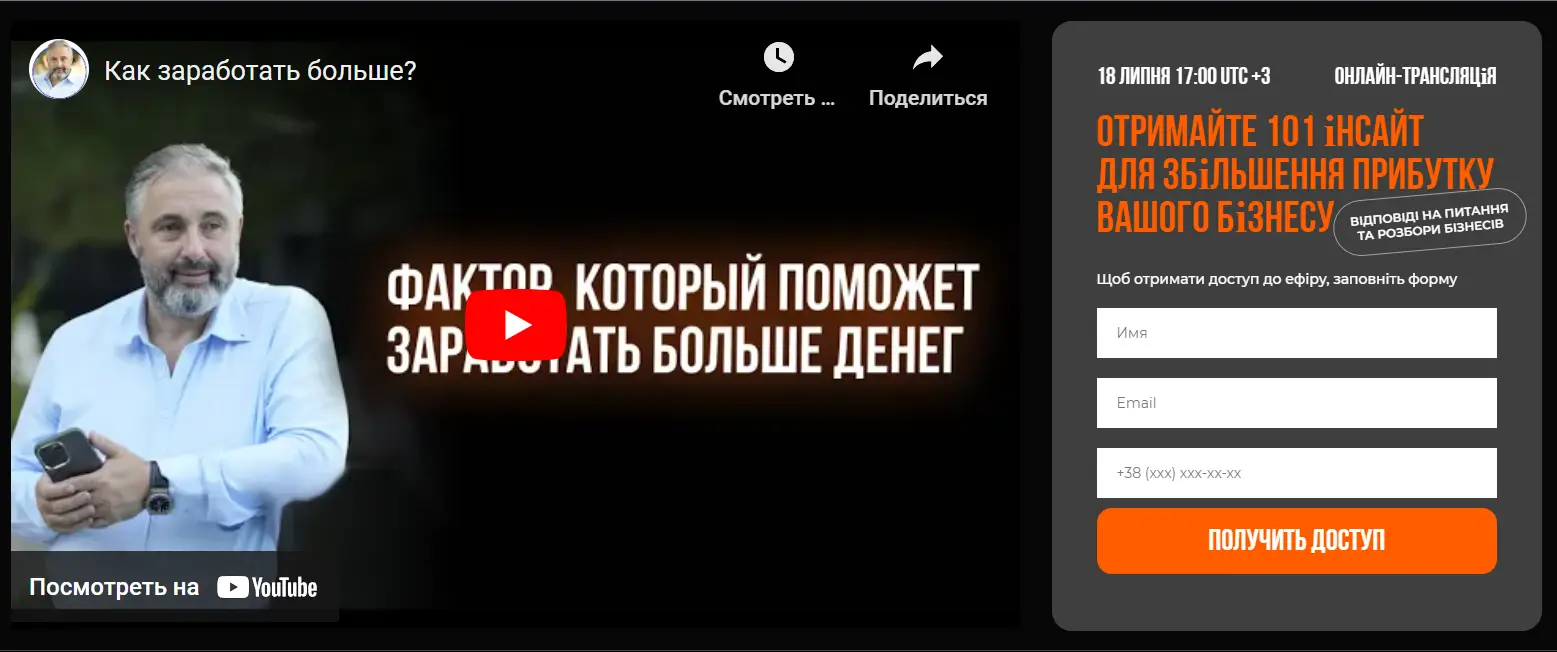 Как заработать больше?
Смотреть ...
Поделиться
ФАКТОР, КОТОРЫЙ ПОМОЖЕТ
ЗАРАБОТАТЬ БОЛЬШЕ ДЕНЕГ
Посмотреть на YouTube
18 ЛИПНЯ 17:00 UTC +3
ОНЛАЙН-ТРАНСЛЯЦіЯ
ОТРИМАЙТЕ 101 іНСАЙТ
ДЛЯ ЗБіЛЬШЕННЯ ПРИБУТКУ
ВАШОГО БіЗНЕСУ
ВІДПОВІДІ НА ПИТАННЯ
ТА РОЗБОРИ БІЗНЕСІВ
Щоб отримати доступ до ефіру, заповніть форму
Имя
Email
+38 (xxx) xxx-xx-xx
ПОЛУЧИТЬ ДОСТУП